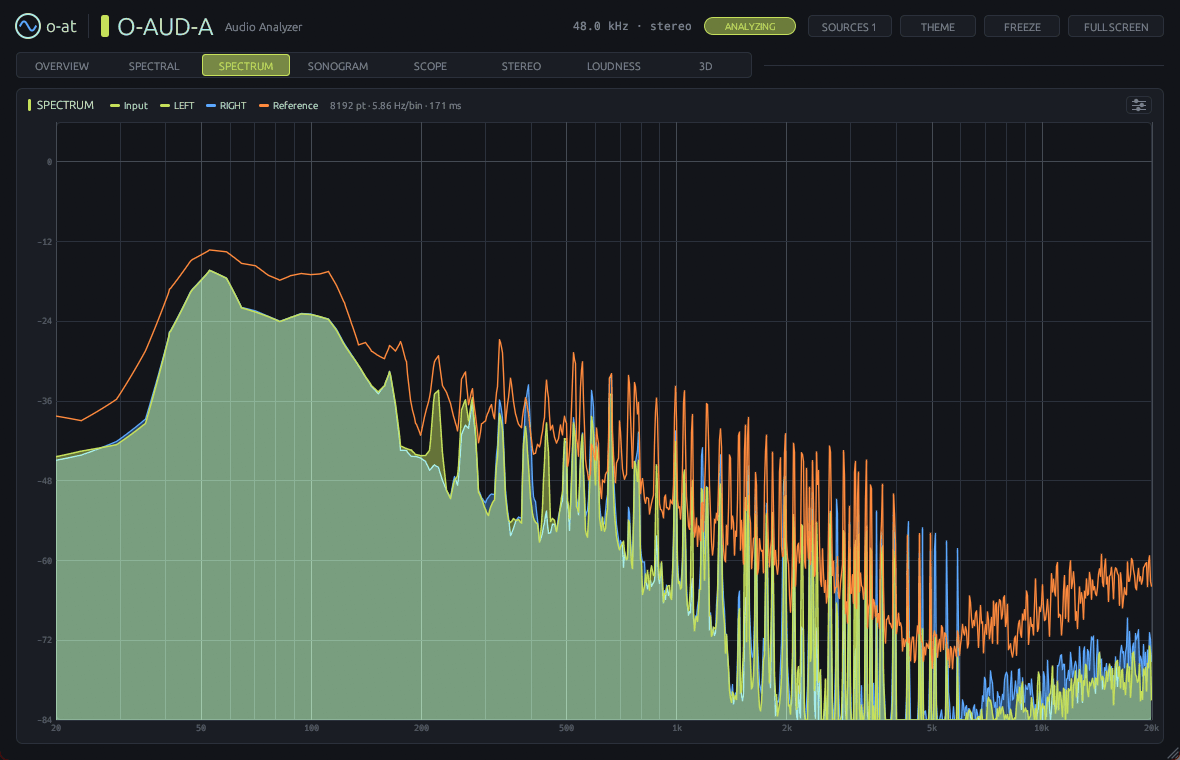 o-at O-AUD-A Audio Analyzer 48.0 kHz · stereo ANALYZING SOURCES 1 THEME FREEZE FULLSCREEN
OVERVIEW SPECTRAL SPECTRUM SONOGRAM SCOPE STEREO LOUDNESS 3D
SPECTRUM Input LEFT RIGHT Reference 8192 pt · 5.86 Hz/bin · 171 ms
0
-12
-24
-36
-48
-60
-72
-84
20 50 100 200 500 1k 2k 5k 10k 20k